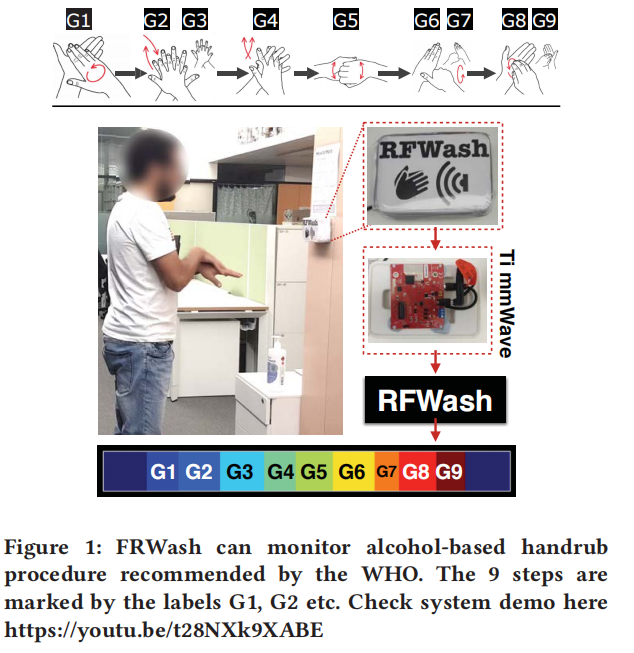 G1 G2 G3 G4 G5 G6 G7 G8 G9
RFWash
Ti mmWave
RFWash
G1 G2 G3 G4 G5 G6 G7 G8 G9
Figure 1: FRWash can monitor alcohol-based handrub
procedure recommended by the WHO. The 9 steps are
marked by the labels G1, G2 etc. Check system demo here
https://youtu.be/t28NXk9XABE